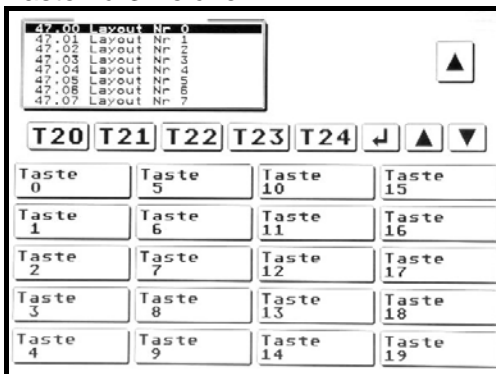 47.00 Layout Nr 0
47.01 Layout Nr 1
47.02 Layout Nr 2
47.03 Layout Nr 3
47.04 Layout Nr 4
47.05 Layout Nr 5
47.06 Layout Nr 6
47.07 Layout Nr 7
T20 T21 T22 T23 T24
Taste 0
Taste 5
Taste 10
Taste 15
Taste 1
Taste 6
Taste 11
Taste 16
Taste 2
Taste 7
Taste 12
Taste 17
Taste 3
Taste 8
Taste 13
Taste 18
Taste 4
Taste 9
Taste 14
Taste 19